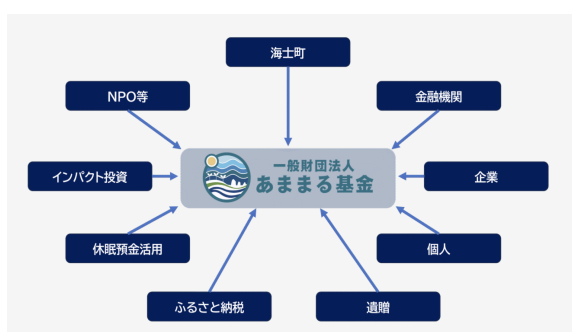 海士町
NPO等
金融機関
一般財団法人
あままる基金
インパクト投資
企業
休眠預金活用
個人
ふるさと納税
遺贈